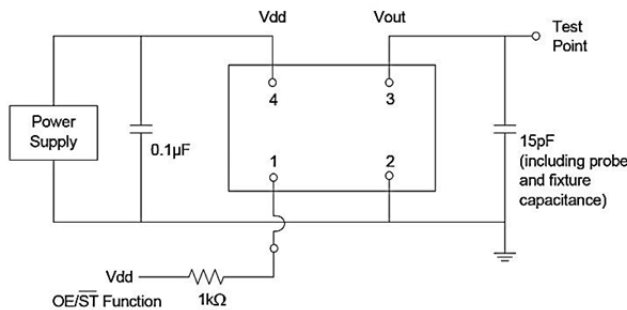 Vdd
Vout
Test
Point
4
3
Power
Supply
0.1µF
1
2
15pF
(including probe
and fixture
capacitance)
Vdd
1kΩ
OE/S̅T̅ Function